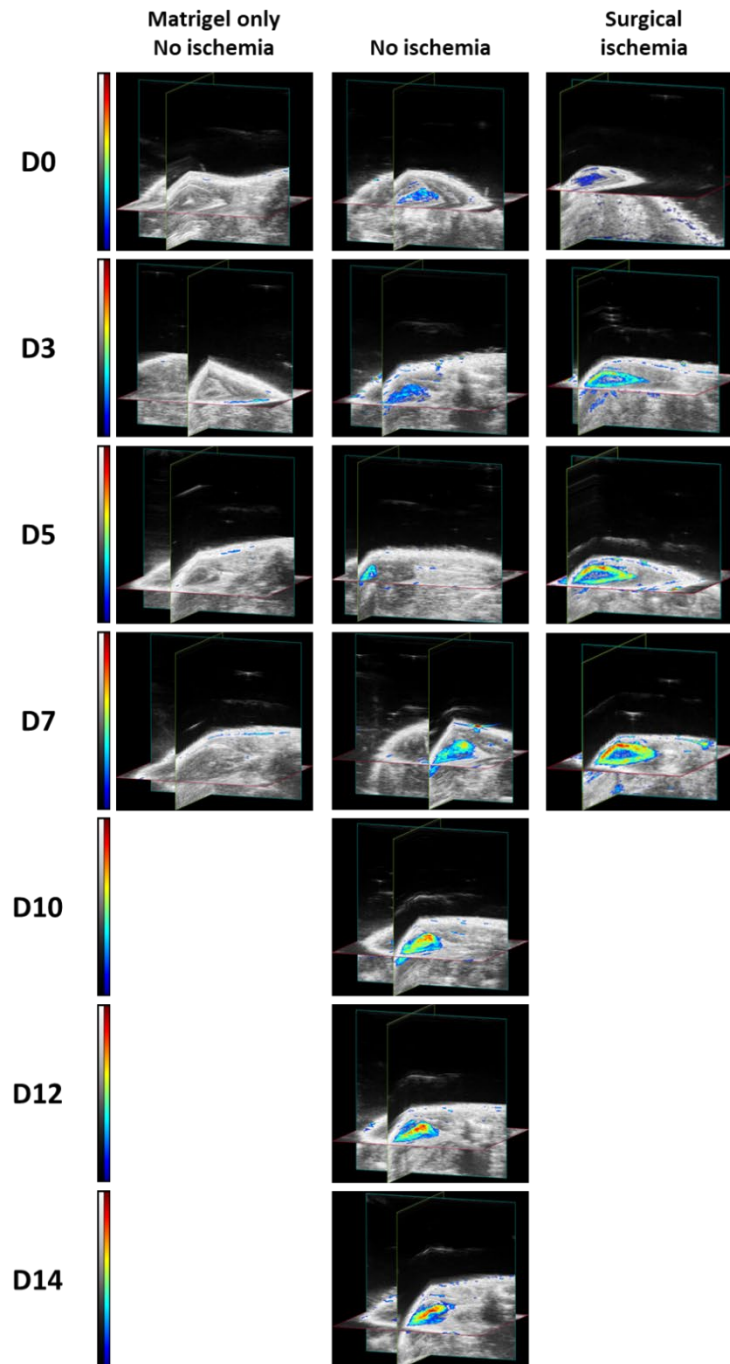 Matrigel only
No ischemia
No ischemia
Surgical
ischemia
D0
D3
D5
D7
D10
D12
D14